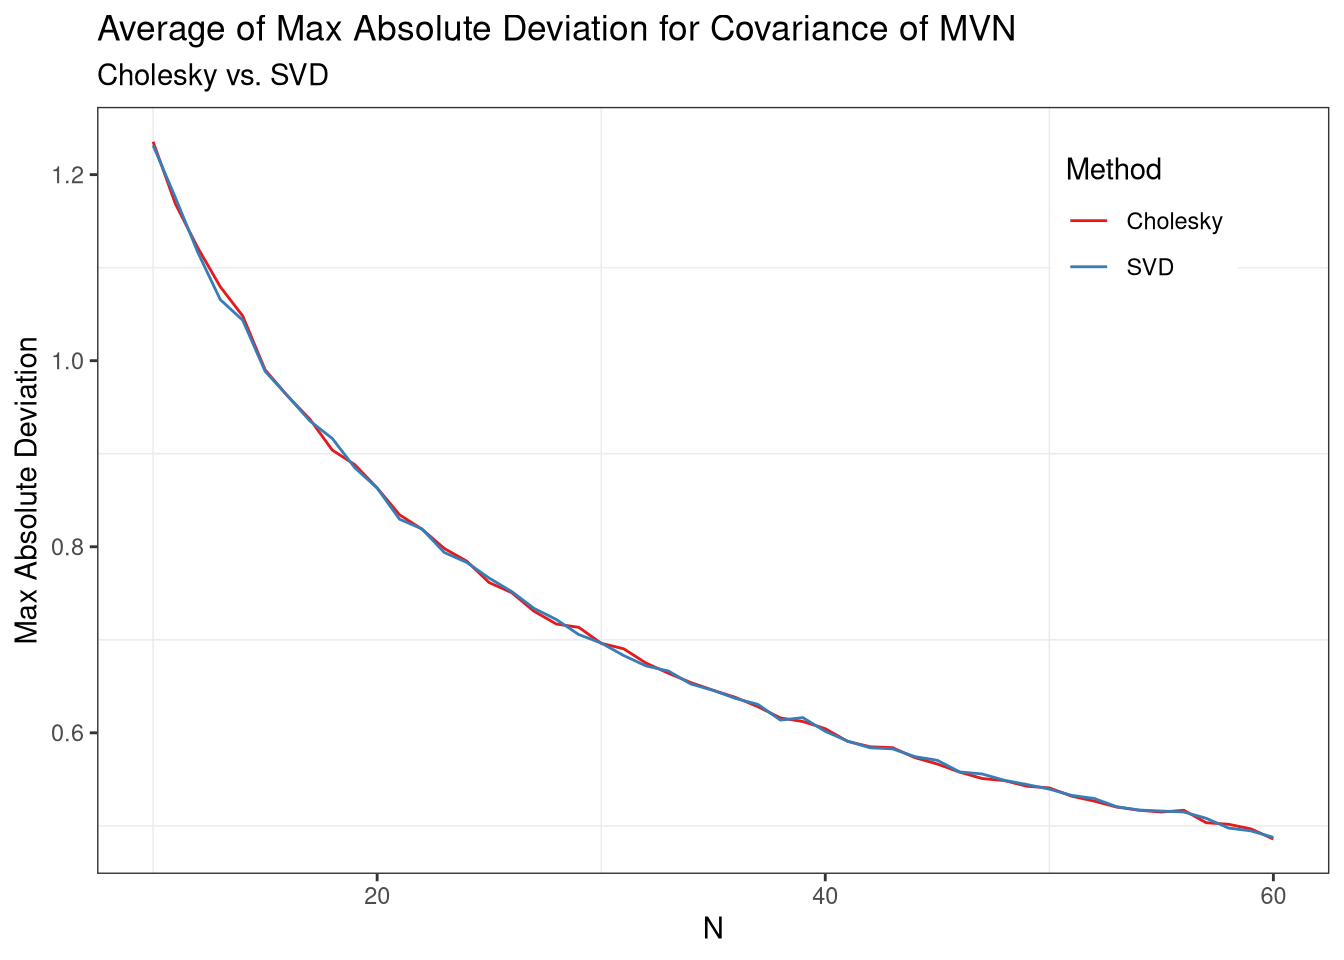 Average of Max Absolute Deviation for Covariance of MVN
Cholesky vs. SVD
Max Absolute Deviation
1.2
1.0
0.8
0.6
Method
Cholesky
SVD
20
40
60
N